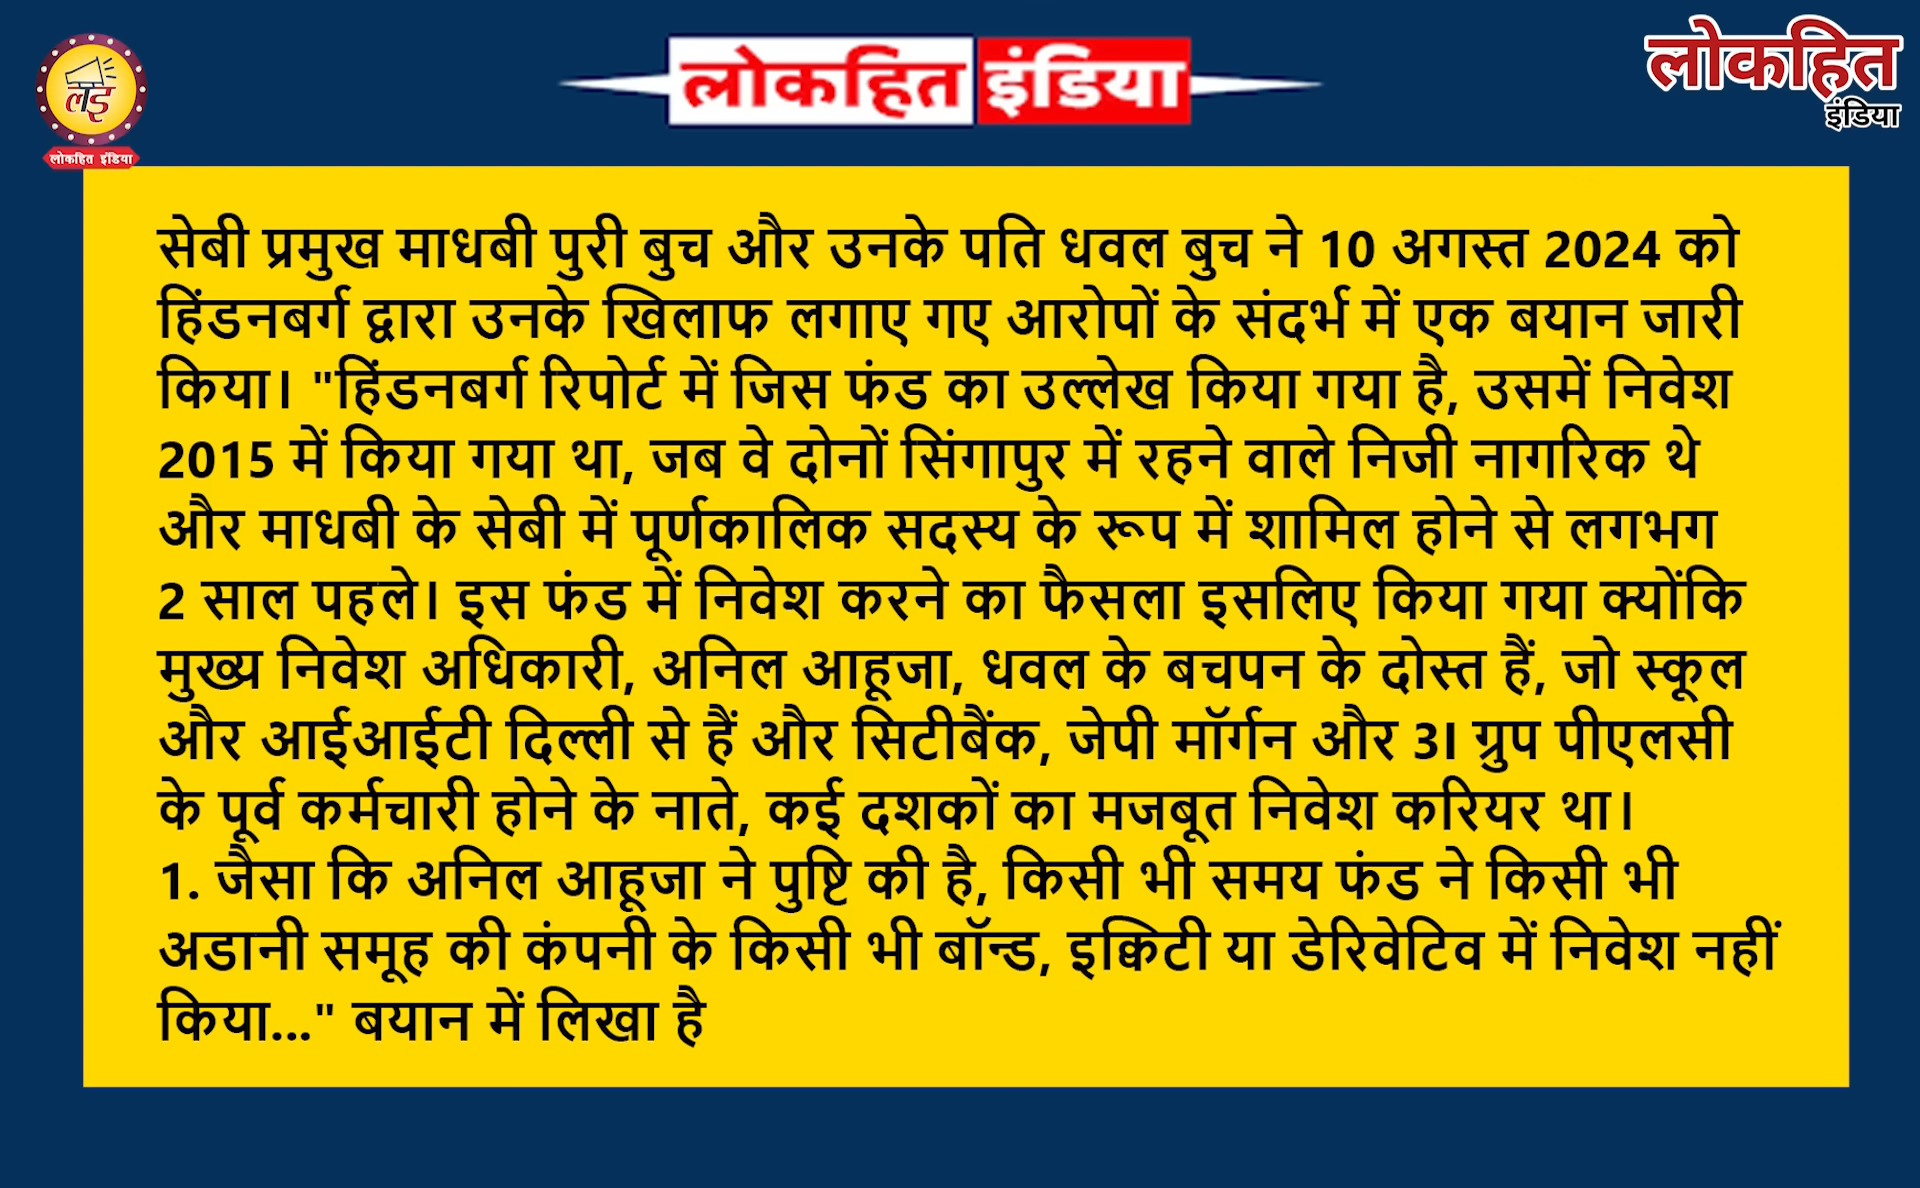 लोकहित इंडिया
लोकहित
इंडिया
लइ
लोकहित इंडिया
सेबी प्रमुख माधबी पुरी बुच और उनके पति धवल बुच ने 10 अगस्त 2024 को
हिंडनबर्ग द्वारा उनके खिलाफ लगाए गए आरोपों के संदर्भ में एक बयान जारी
किया। "हिंडनबर्ग रिपोर्ट में जिस फंड का उल्लेख किया गया है, उसमें निवेश
2015 में किया गया था, जब वे दोनों सिंगापुर में रहने वाले निजी नागरिक थे
और माधबी के सेबी में पूर्णकालिक सदस्य के रूप में शामिल होने से लगभग
2 साल पहले। इस फंड में निवेश करने का फैसला इसलिए किया गया क्योंकि
मुख्य निवेश अधिकारी, अनिल आहूजा, धवल के बचपन के दोस्त हैं, जो स्कूल
और आईआईटी दिल्ली से हैं और सिटीबैंक, जेपी मॉर्गन और 3I ग्रुप पीएलसी
के पूर्व कर्मचारी होने के नाते, कई दशकों का मजबूत निवेश करियर था।
1. जैसा कि अनिल आहूजा ने पुष्टि की है, किसी भी समय फंड ने किसी भी
अडानी समूह की कंपनी के किसी भी बॉन्ड, इक्विटी या डेरिवेटिव में निवेश नहीं
किया..." बयान में लिखा है